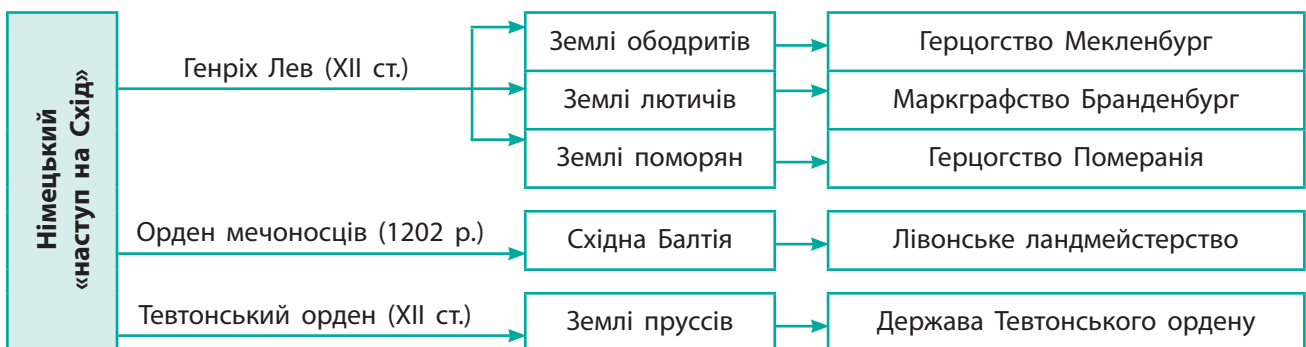 Німецький
«наступ на Схід»
Генріх Лев (XII ст.)
Землі ободритів
Герцогство Мекленбург
Землі лютичів
Маркграфство Бранденбург
Землі поморян
Герцогство Померанія
Орден мечоносців (1202 р.)
Східна Балтія
Лівонське ландмейстерство
Тевтонський орден (XII ст.)
Землі пруссів
Держава Тевтонського ордену